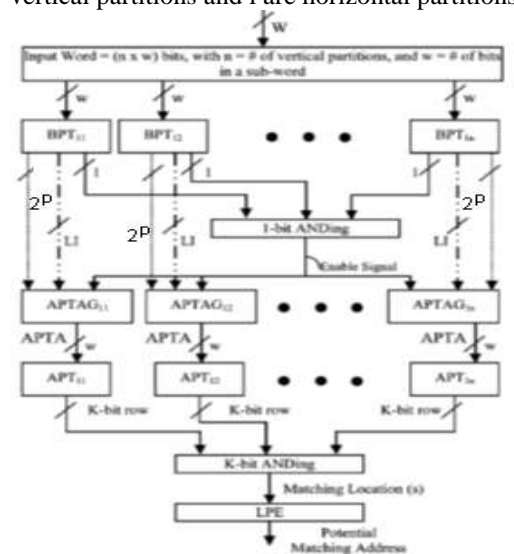 vertical partitions and i are horizontal partitions
W
Input Word = (n x w) bits, with n = # of vertical partitions, and w = # of bits
in a sub-word
w w w
BPT₁₁ BPT₁₂ BPT₁ₙ
1 1 1
2ᴾ 2ᴾ 2ᴾ
LI LI LI
1-bit ANDing
Enable Signal
APTAG₁₁ APTAG₁₂ APTAG₁ₙ
APTA w APTA w APTA w
APT₁₁ APT₁₂ APT₁ₙ
K-bit row K-bit row K-bit row
K-bit ANDing
Matching Location (s)
LPE
Potential
Matching Address